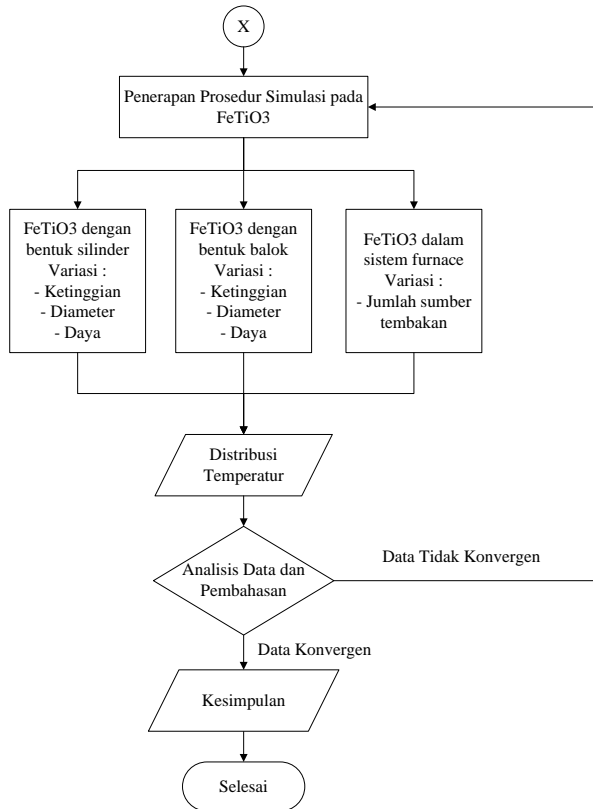 X
Penerapan Prosedur Simulasi pada
FeTiO3
FeTiO3 dengan
bentuk silinder
Variasi :
- Ketinggian
- Diameter
- Daya
FeTiO3 dengan
bentuk balok
Variasi :
- Ketinggian
- Diameter
- Daya
FeTiO3 dalam
sistem furnace
Variasi :
- Jumlah sumber
tembakan
Distribusi
Temperatur
Analisis Data dan
Pembahasan
Data Tidak Konvergen
Data Konvergen
Kesimpulan
Selesai